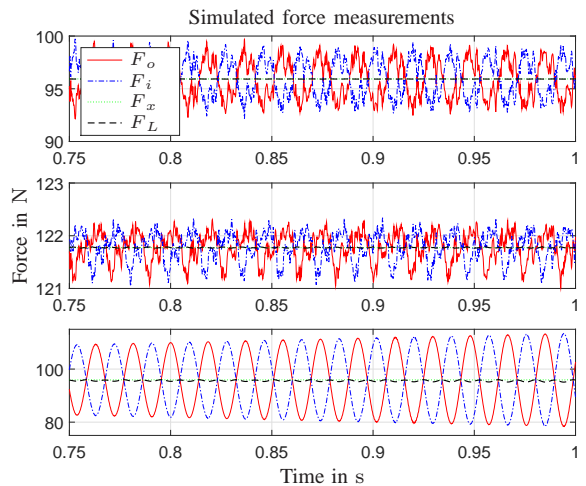 Simulated force measurements
100
95
90
F_o
F_i
F_x
F_L
0.75 0.8 0.85 0.9 0.95 1
Force in N
123
122
121
0.75 0.8 0.85 0.9 0.95 1
100
80
0.75 0.8 0.85 0.9 0.95 1
Time in s